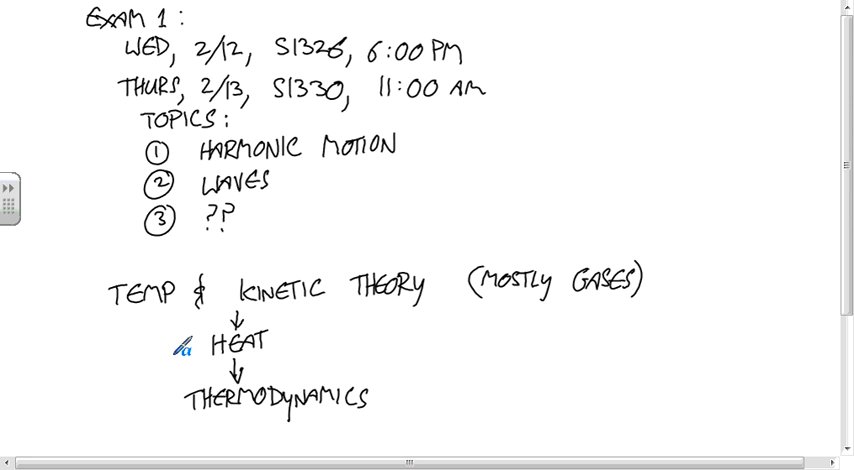 EXAM 1:
WED, 2/12, S1326, 6:00 PM
THURS, 2/13, S1330, 11:00 AM
TOPICS:
① HARMONIC MOTION
② WAVES
③ ??
TEMP & KINETIC THEORY (MOSTLY GASES)
↓
HEAT
↓
THERMODYNAMICS